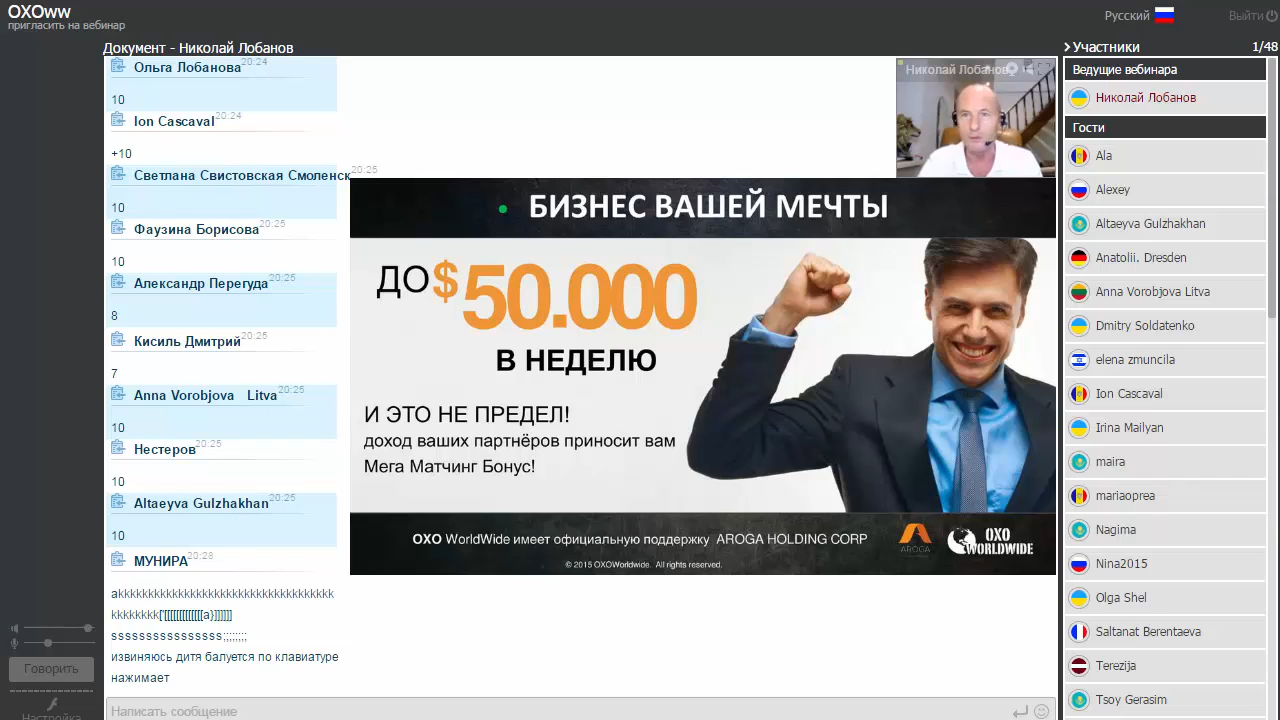 OXOww
пригласить на вебинар
Русский
Выйти
Документ - Николай Лобанов
Ольга Лобанова 20:24
10
Ion Cascaval 20:24
+10
Светлана Свистовская Смоленск 20:25
10
Фаузина Борисова 20:25
10
Александр Перегуда 20:25
8
Кисиль Дмитрий 20:25
7
Anna Vorobjova Litva 20:25
10
Нестеров 20:25
10
Altaeyva Gulzhakhan 20:25
10
МУНИРА 20:28
извиняюсь дитя балуется по клавиатуре
нажимает
Написать сообщение
Говорить
Настройка
Николай Лобанов
• БИЗНЕС ВАШЕЙ МЕЧТЫ
ДО $50.000
В НЕДЕЛЮ
И ЭТО НЕ ПРЕДЕЛ!
доход ваших партнёров приносит вам
Мега Матчинг Бонус!
OXO WorldWide имеет официальную поддержку AROGA HOLDING CORP
AROGA
OXO
WORLDWIDE
© 2015 OXOWorldwide. All rights reserved.
Участники 1/48
Ведущие вебинара
Николай Лобанов
Гости
Ala
Alexey
Altaeyva Gulzhakhan
Anatolii. Dresden
Anna Vorobjova Litva
Dmitry Soldatenko
elena zmuncila
Ion Cascaval
Irina Mailyan
maira
mariaoprea
Nagima
Olga Shel
Saltanat Berentaeva
Terezija
Tsoy Gerasim